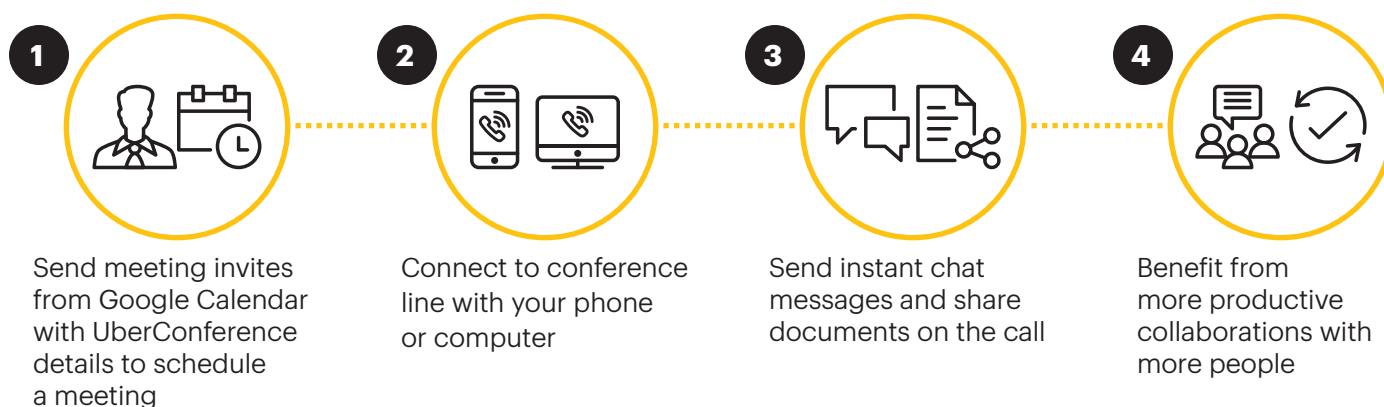 1
Send meeting invites
from Google Calendar
with UberConference
details to schedule
a meeting
2
Connect to conference
line with your phone
or computer
3
Send instant chat
messages and share
documents on the call
4
Benefit from
more productive
collaborations with
more people